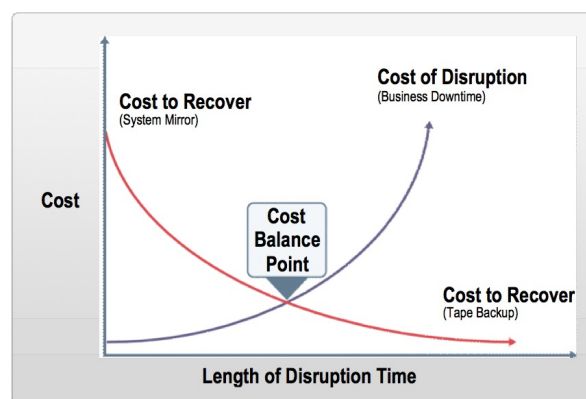 Cost of Disruption
(Business Downtime)
Cost to Recover
(System Mirror)
Cost
Cost
Balance
Point
Cost to Recover
(Tape Backup)
Length of Disruption Time